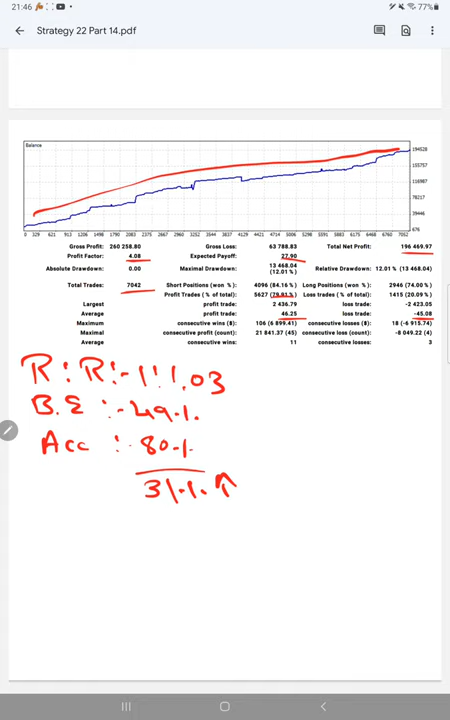 21:46 77%
Strategy 22 Part 14.pdf
Balance
194528
155757
116987
78217
39446
676
0 329 621 913 1206 1498 1790 2083 2375 2667 2960 3252 3544 3837 4129 4421 4714 5006 5298 5591 5883 6175 6468 6760 7052
Gross Profit: 260 258.80 Gross Loss: 63 788.83 Total Net Profit: 196 469.97
Profit Factor: 4.08 Expected Payoff: 27.90
Absolute Drawdown: 0.00 Maximal Drawdown: 13 468.04 (12.01 %) Relative Drawdown: 12.01 % (13 468.04)
Total Trades: 7042 Short Positions (won %): 4096 (84.16 %) Long Positions (won %): 2946 (74.00 %)
Profit Trades (% of total): 5627 (79.91 %) Loss trades (% of total): 1415 (20.09 %)
Largest profit trade: 2 436.79 loss trade: -2 423.05
Average profit trade: 46.25 loss trade: -45.08
Maximum consecutive wins (8): 106 (6 899.41) consecutive losses (8): 18 (-6 915.74)
Maximal consecutive profit (count): 21 841.37 (45) consecutive loss (count): -8 049.22 (4)
Average consecutive wins: 11 consecutive losses: 3
R:R:- 1:1.03
B.E :- 49%.
Acc :- 80%
31%.↑